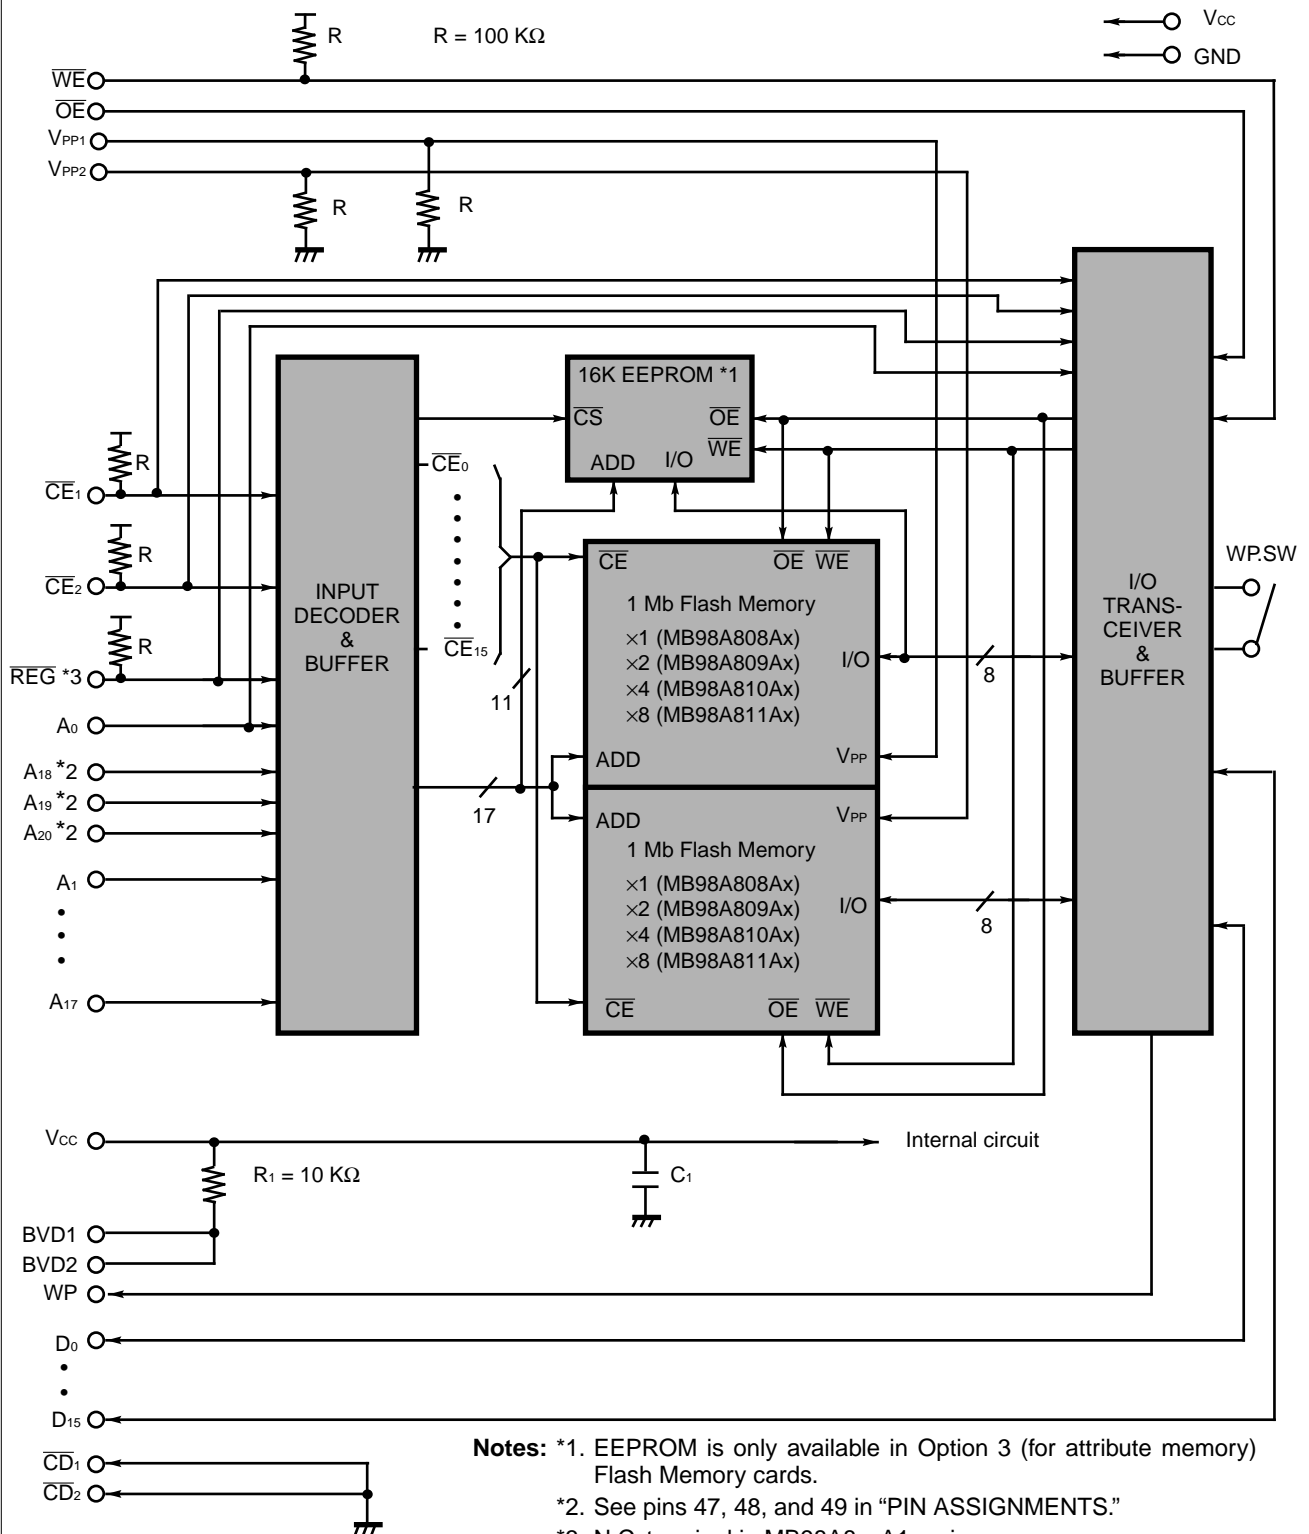 R
R = 100 KΩ
VCC
GND
WE
OE
VPP1
VPP2
R
R
16K EEPROM *1
CS
OE
WE
ADD
I/O
R
CE1
R
CE2
R
REG *3
A0
A18 *2
A19 *2
A20 *2
A1
A17
INPUT
DECODER
&
BUFFER
CE0
CE15
11
17
CE
OE
WE
1 Mb Flash Memory
×1 (MB98A808Ax)
×2 (MB98A809Ax)
×4 (MB98A810Ax)
×8 (MB98A811Ax)
I/O
8
ADD
VPP
ADD
VPP
1 Mb Flash Memory
×1 (MB98A808Ax)
×2 (MB98A809Ax)
×4 (MB98A810Ax)
×8 (MB98A811Ax)
I/O
8
CE
OE
WE
I/O
TRANS-
CEIVER
&
BUFFER
WP.SW
VCC
Internal circuit
R1 = 10 KΩ
C1
BVD1
BVD2
WP
D0
D15
CD1
CD2
Notes: *1. EEPROM is only available in Option 3 (for attribute memory)
Flash Memory cards.
*2. See pins 47, 48, and 49 in “PIN ASSIGNMENTS.”